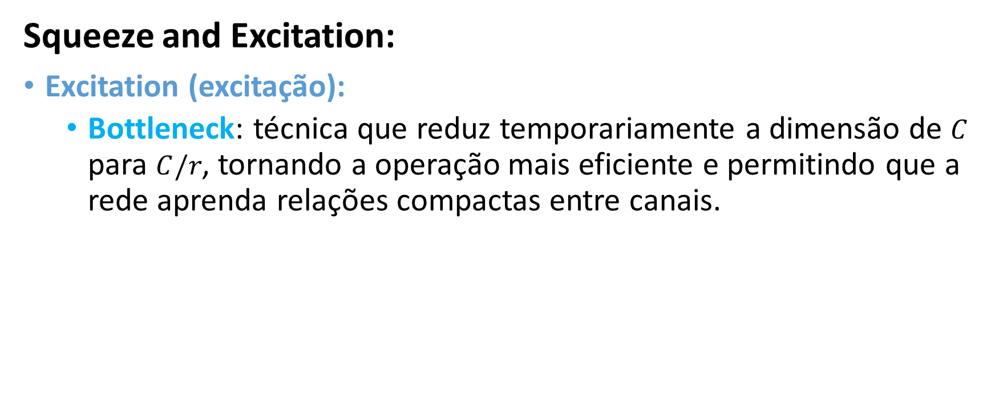 Squeeze and Excitation:
• Excitation (excitação):
• Bottleneck: técnica que reduz temporariamente a dimensão de C
para C/r, tornando a operação mais eficiente e permitindo que a
rede aprenda relações compactas entre canais.